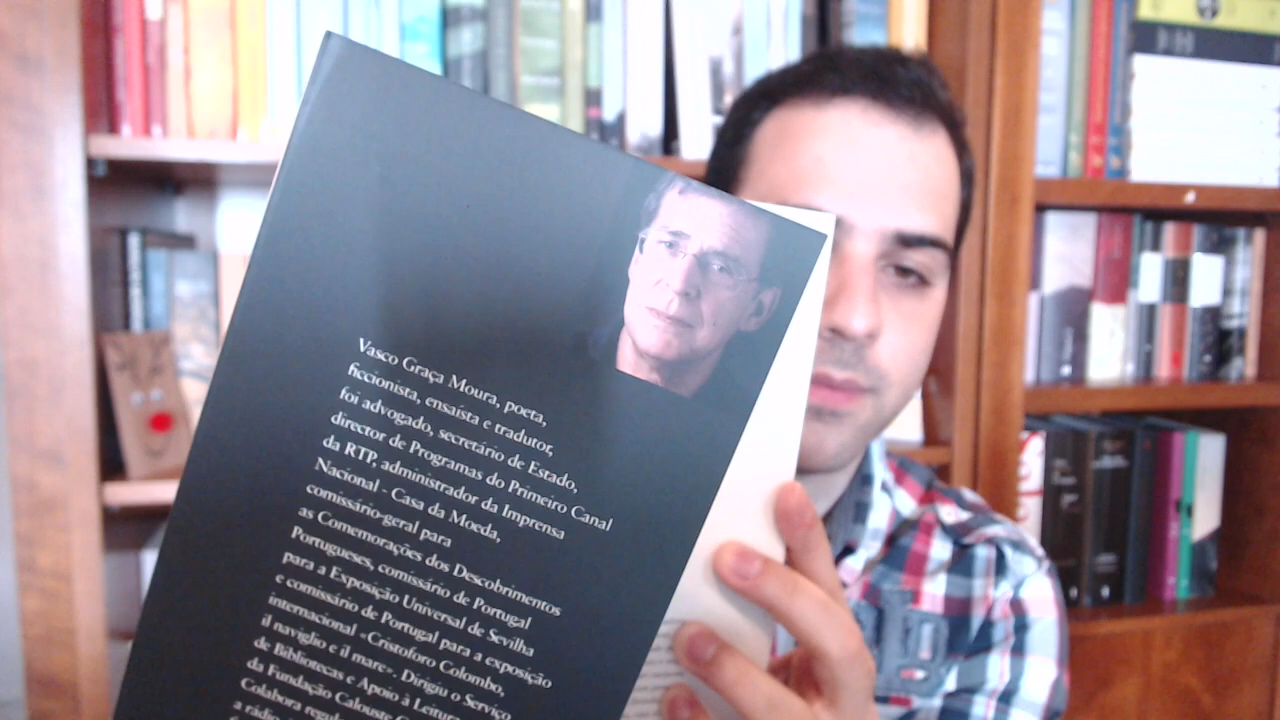 Vasco Graça Moura, poeta,
ficcionista, ensaísta e tradutor,
foi advogado, secretário de Estado,
director de Programas do Primeiro Canal
da RTP, administrador da Imprensa
Nacional - Casa da Moeda,
comissário-geral para
as Comemorações dos Descobrimentos
Portugueses, comissário de Portugal
para a Exposição Universal de Sevilha
e comissário de Portugal para a exposição
internacional «Cristoforo Colombo,
il naviglio e il mare». Dirigiu o Serviço
de Bibliotecas e Apoio à Leitura
da Fundação Calouste
Colabora
a rádio